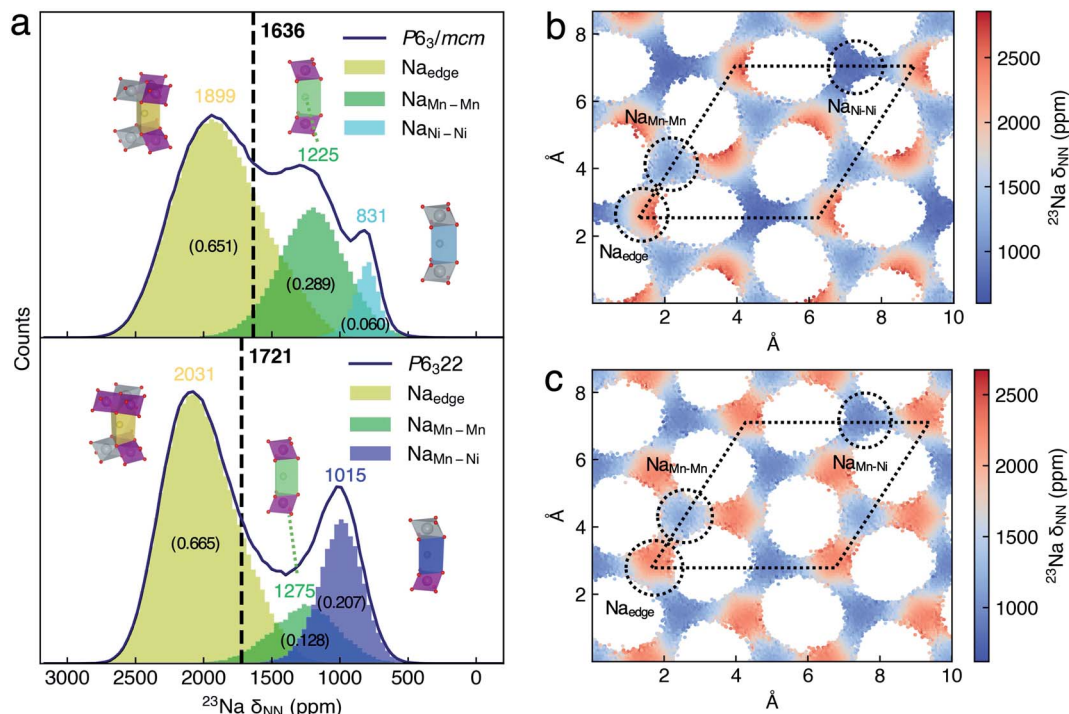 a
1636
P6₃/mcm
Na_edge
Na_Mn–Mn
Na_Ni–Ni
1899
1225
831
(0.651)
(0.289)
(0.060)
Counts
1721
P6₃22
Na_edge
Na_Mn–Mn
Na_Mn–Ni
2031
1015
1275
(0.665)
(0.207)
(0.128)
3000 2500 2000 1500 1000 500 0
²³Na δ_NN (ppm)
b
8
6
4
2
Å
Na_Mn-Mn
Na_Ni-Ni
Na_edge
2 4 6 8 10
Å
2500
2000
1500
1000
²³Na δ_NN (ppm)
c
8
6
4
2
0
Å
Na_Mn-Mn
Na_Mn-Ni
Na_edge
2 4 6 8 10
Å
2500
2000
1500
1000
²³Na δ_NN (ppm)